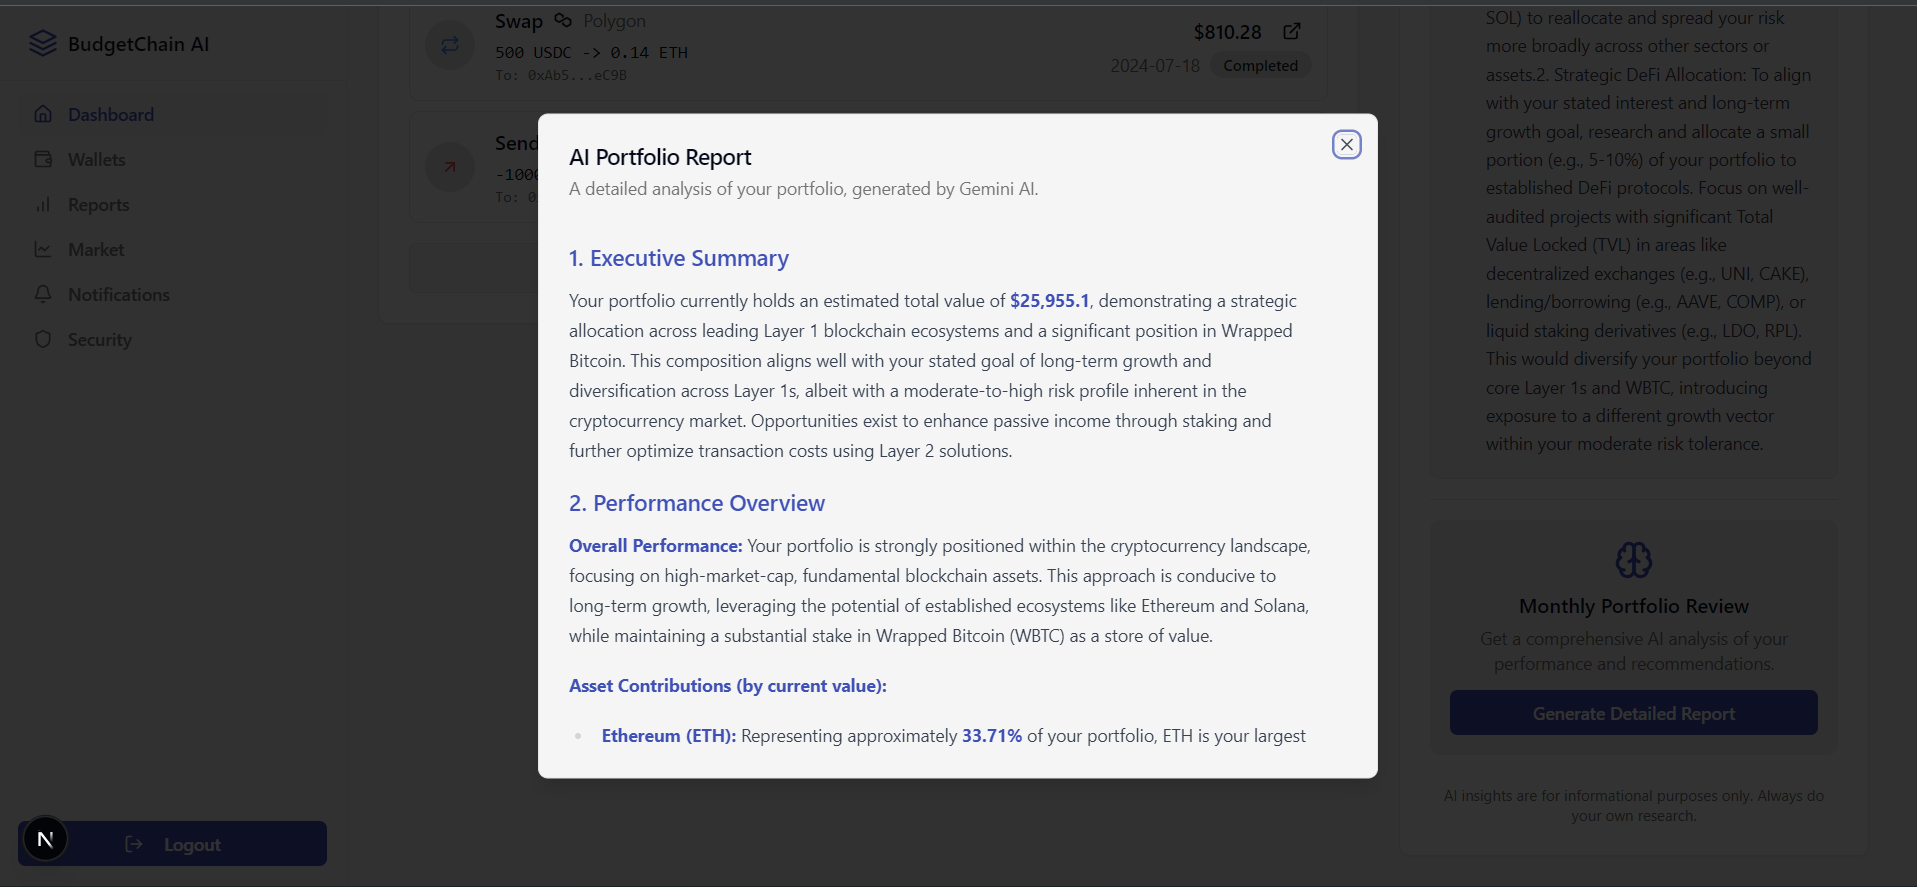 BudgetChain AI
Dashboard
Wallets
Reports
Market
Notifications
Security
N
Logout
Swap Polygon
500 USDC -> 0.14 ETH
To: 0xAb5...eC9B
$810.28
2024-07-18 Completed
Send
-1000
To: 0
AI Portfolio Report
A detailed analysis of your portfolio, generated by Gemini AI.
1. Executive Summary
Your portfolio currently holds an estimated total value of $25,955.1, demonstrating a strategic
allocation across leading Layer 1 blockchain ecosystems and a significant position in Wrapped
Bitcoin. This composition aligns well with your stated goal of long-term growth and
diversification across Layer 1s, albeit with a moderate-to-high risk profile inherent in the
cryptocurrency market. Opportunities exist to enhance passive income through staking and
further optimize transaction costs using Layer 2 solutions.
2. Performance Overview
Overall Performance: Your portfolio is strongly positioned within the cryptocurrency landscape,
focusing on high-market-cap, fundamental blockchain assets. This approach is conducive to
long-term growth, leveraging the potential of established ecosystems like Ethereum and Solana,
while maintaining a substantial stake in Wrapped Bitcoin (WBTC) as a store of value.
Asset Contributions (by current value):
Ethereum (ETH): Representing approximately 33.71% of your portfolio, ETH is your largest
SOL) to reallocate and spread your risk
more broadly across other sectors or
assets.2. Strategic DeFi Allocation: To align
with your stated interest and long-term
growth goal, research and allocate a small
portion (e.g., 5-10%) of your portfolio to
established DeFi protocols. Focus on well-
audited projects with significant Total
Value Locked (TVL) in areas like
decentralized exchanges (e.g., UNI, CAKE),
lending/borrowing (e.g., AAVE, COMP), or
liquid staking derivatives (e.g., LDO, RPL).
This would diversify your portfolio beyond
core Layer 1s and WBTC, introducing
exposure to a different growth vector
within your moderate risk tolerance.
Monthly Portfolio Review
Get a comprehensive AI analysis of your
performance and recommendations.
Generate Detailed Report
AI insights are for informational purposes only. Always do
your own research.